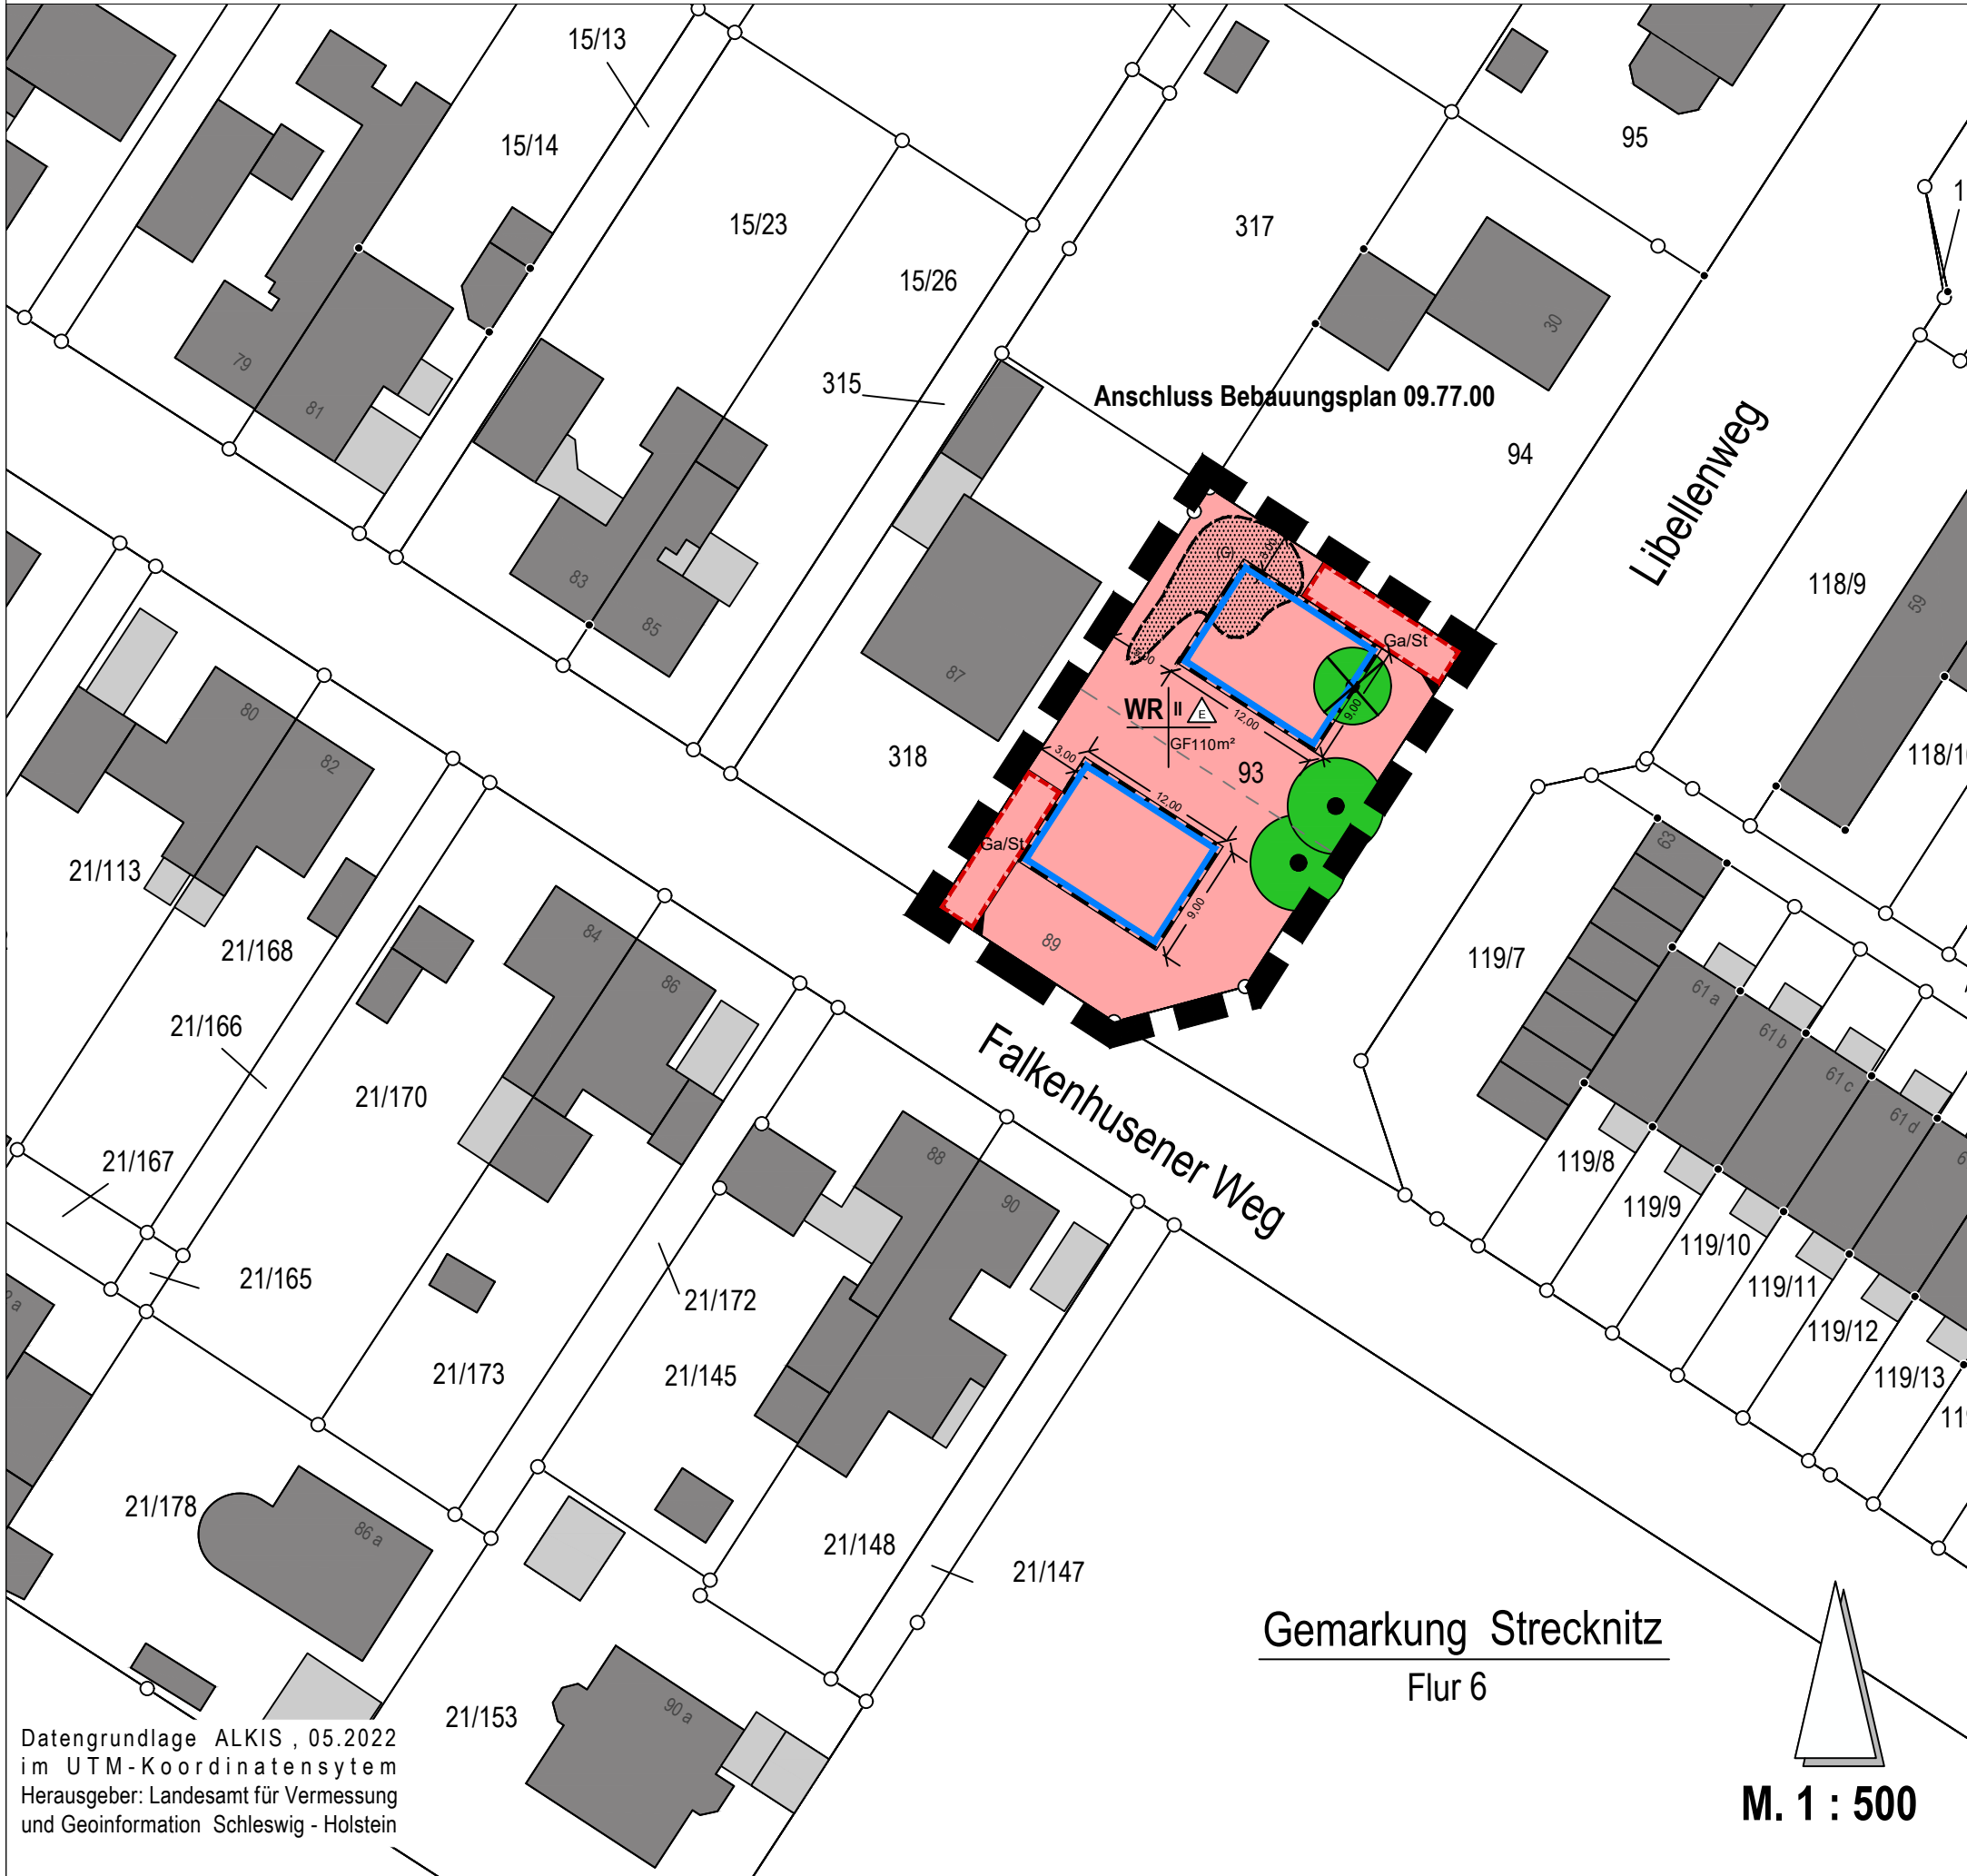 15/13
15/14
95
1
15/23
317
15/26
30
79
315
Anschluss Bebauungsplan 09.77.00
81
94
Libellenweg
(G)
3,00
118/9
59
83
85
Ga/St
87
80
WR II E
12,00
9,00
GF110m²
318
82
3,00
93
118/1
12,00
63
Ga/St
21/113
9,00
84
89
21/168
119/7
86
61 a
21/166
61 b
Falkenhusener Weg
61 c
21/170
61 d
88
21/167
119/8
90
119/9
119/10
21/165
119/11
21/172
119/12
21/173
21/145
119/13
11
21/178
86 a
21/148
21/147
Gemarkung Strecknitz
Flur 6
21/153
90 a
Datengrundlage ALKIS , 05.2022
im UTM-Koordinatensytem
Herausgeber: Landesamt für Vermessung
und Geoinformation Schleswig - Holstein
M. 1 : 500